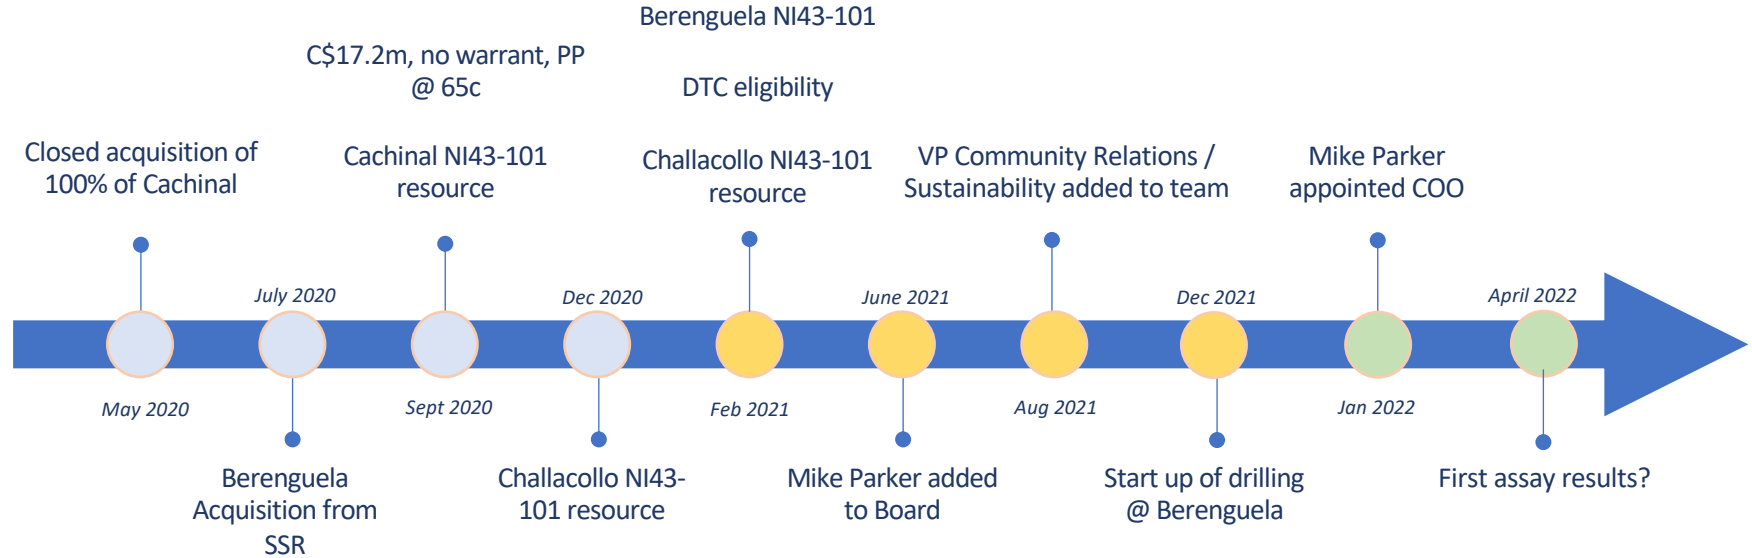 Berenguela NI43-101
C$17.2m, no warrant, PP
@ 65c
DTC eligibility
Closed acquisition of
100% of Cachinal
Cachinal NI43-101
resource
Challacollo NI43-101
resource
VP Community Relations /
Sustainability added to team
Mike Parker
appointed COO
July 2020
Dec 2020
June 2021
Dec 2021
April 2022
May 2020
Sept 2020
Feb 2021
Aug 2021
Jan 2022
Berenguela
Acquisition from
SSR
Challacollo NI43-
101 resource
Mike Parker added
to Board
Start up of drilling
@ Berenguela
First assay results?